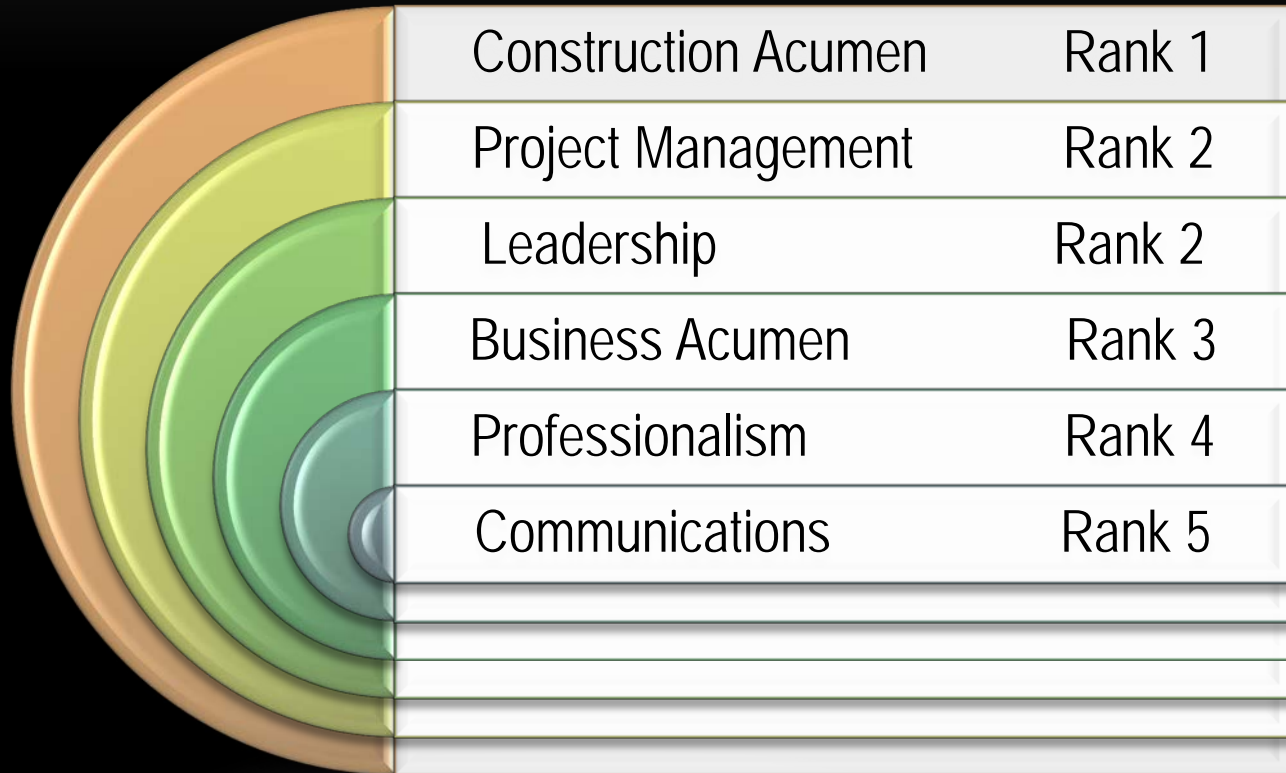 Construction Acumen Rank 1
Project Management Rank 2
Leadership Rank 2
Business Acumen Rank 3
Professionalism Rank 4
Communications Rank 5